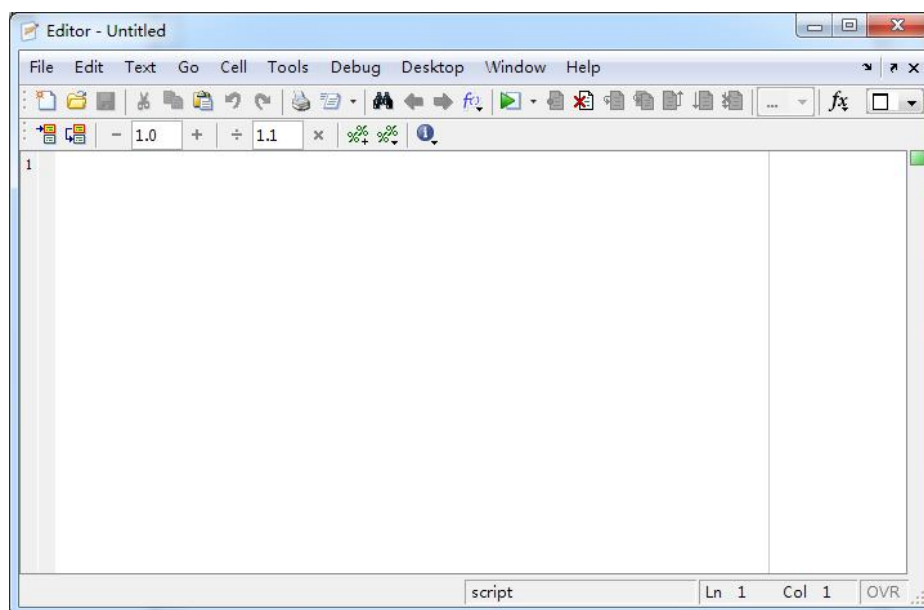 Editor - Untitled
File Edit Text Go Cell Tools Debug Desktop Window Help
... fx
- 1.0 + ÷ 1.1 ×
1
script Ln 1 Col 1 OVR